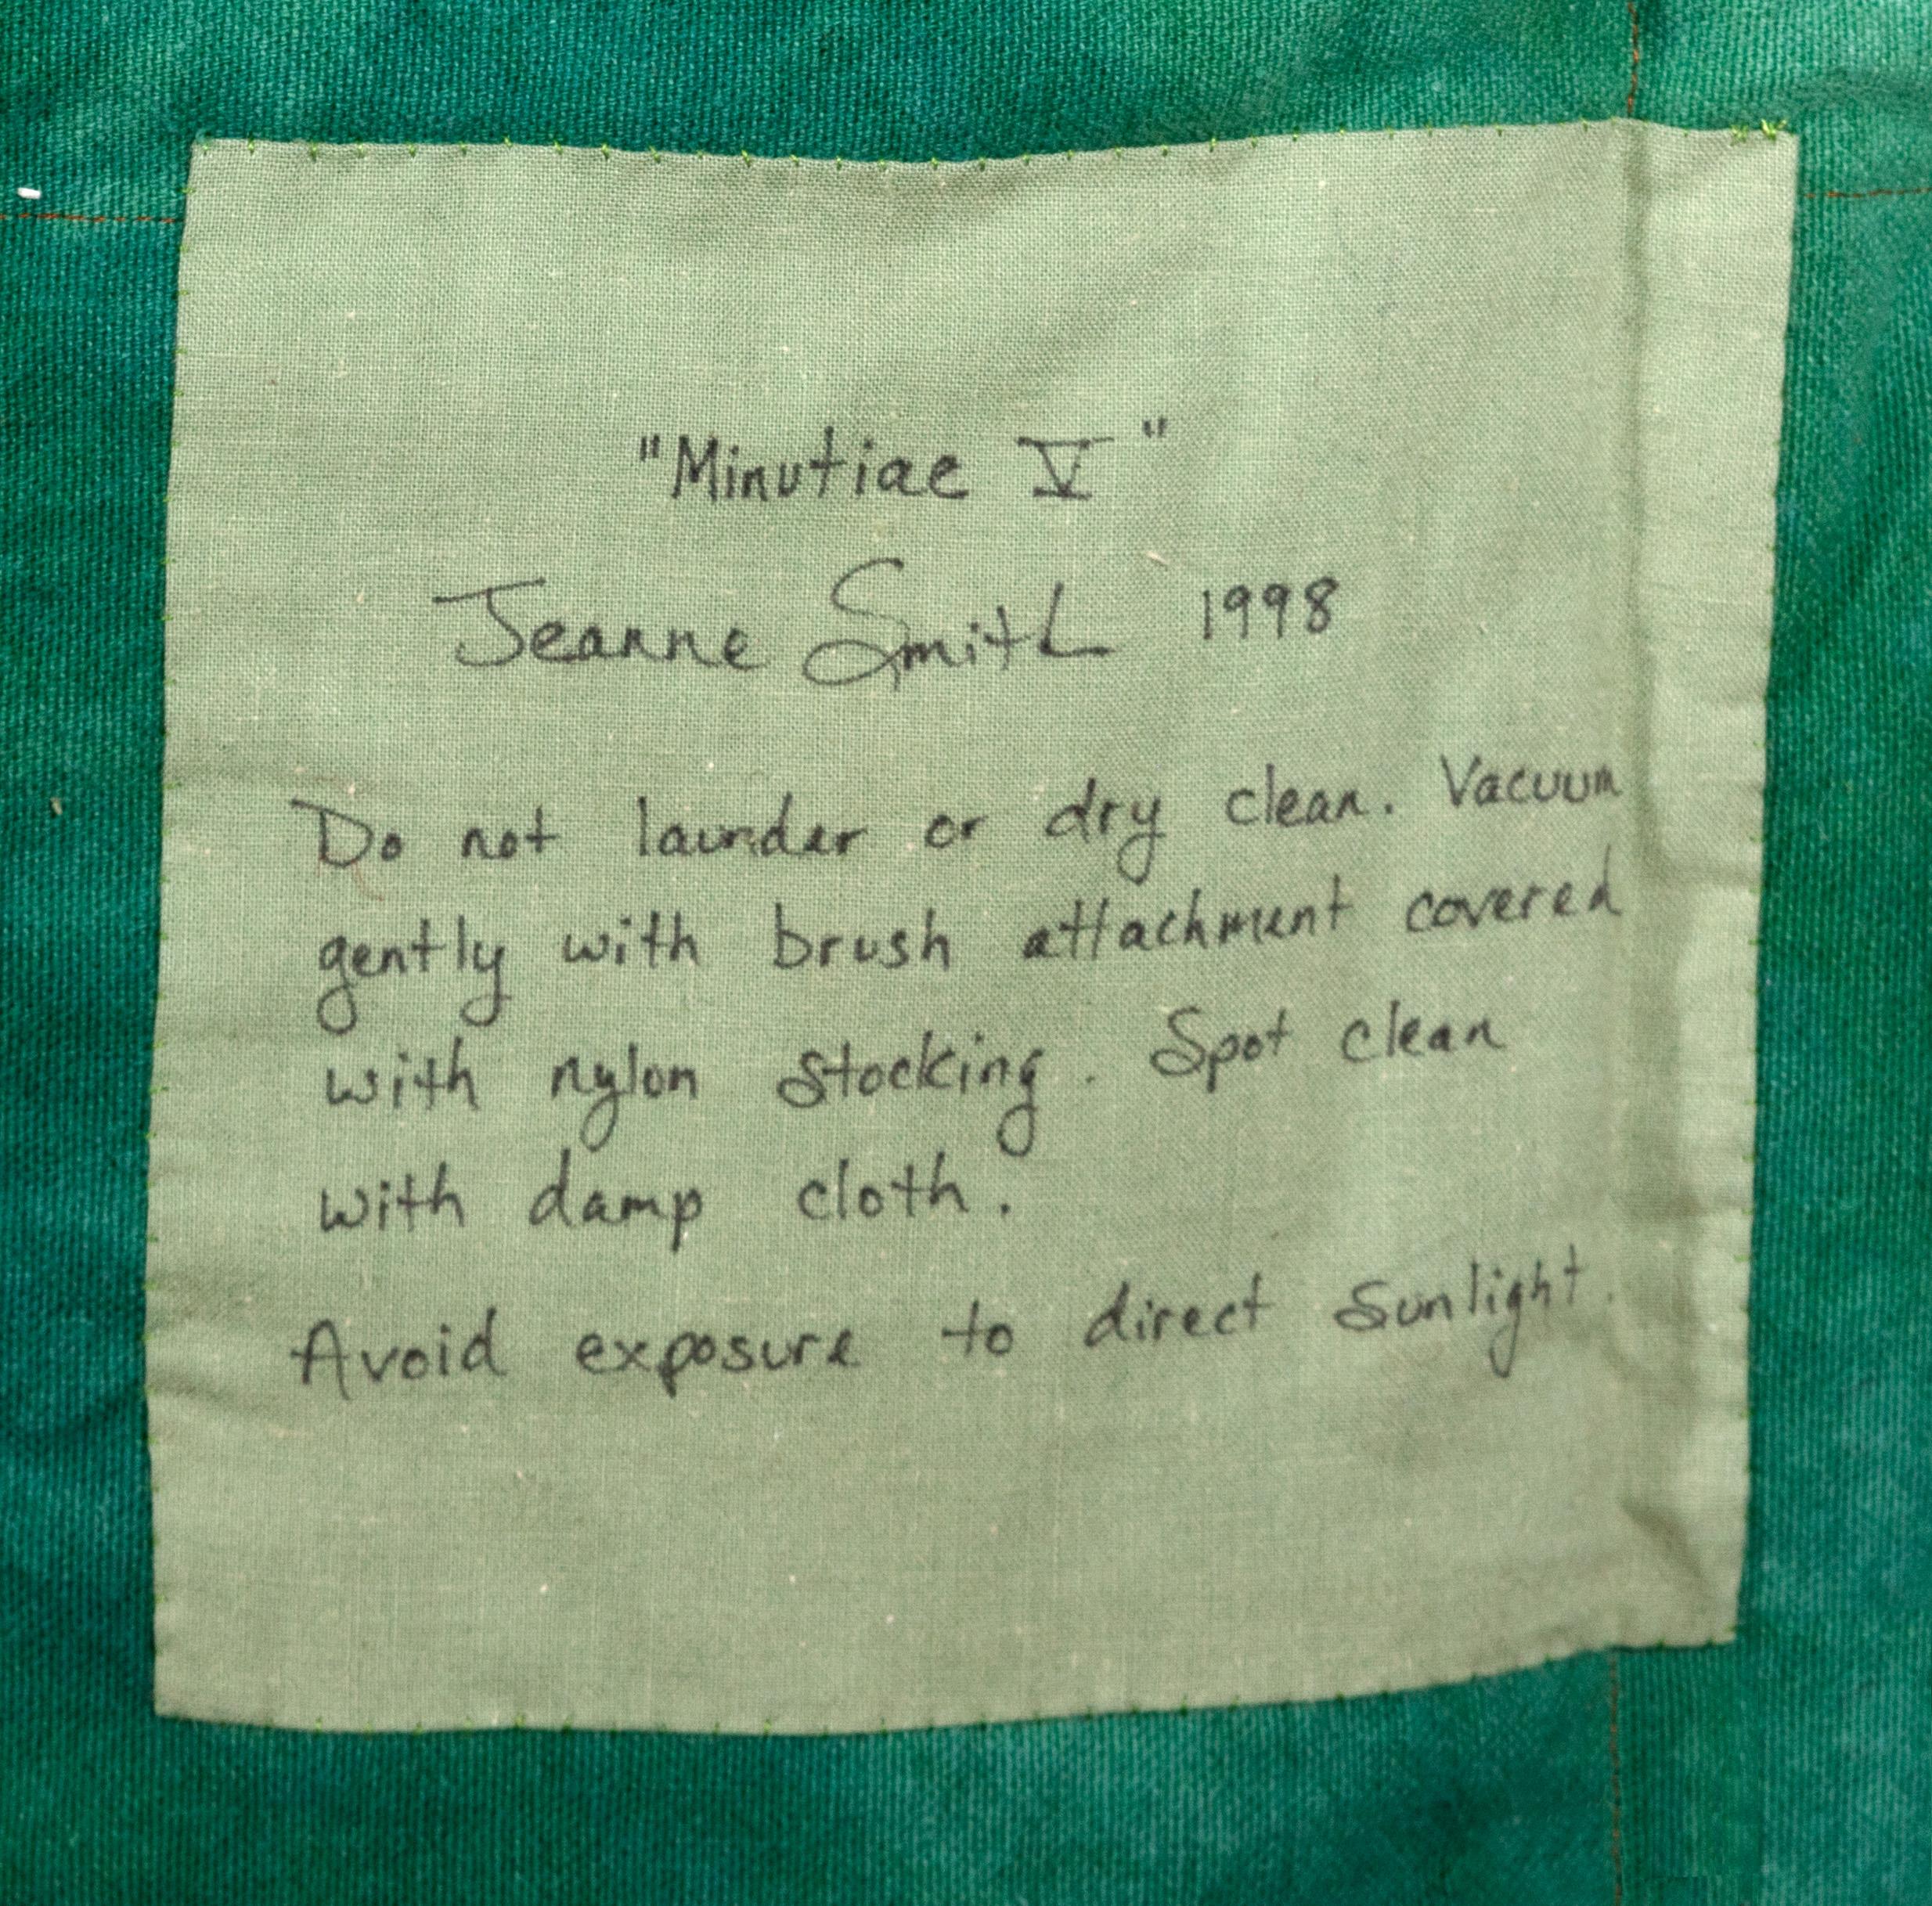 "Minutiae V"
Jeanne Smith 1998
Do not launder or dry clean. Vacuum
gently with brush attachment covered
with nylon stocking. Spot clean
with damp cloth.
Avoid exposure to direct sunlight.